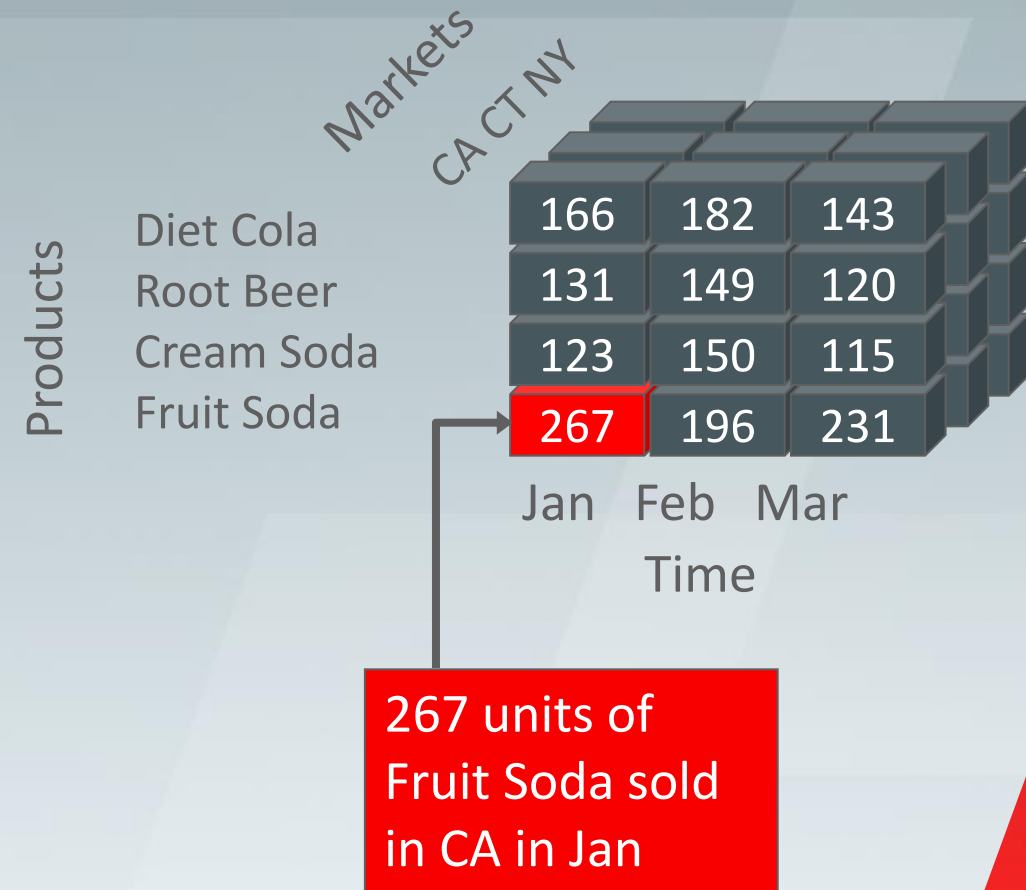 Markets
CA CT NY
Products
Diet Cola
Root Beer
Cream Soda
Fruit Soda
166 182 143
131 149 120
123 150 115
267 196 231
Jan Feb Mar
Time
267 units of
Fruit Soda sold
in CA in Jan